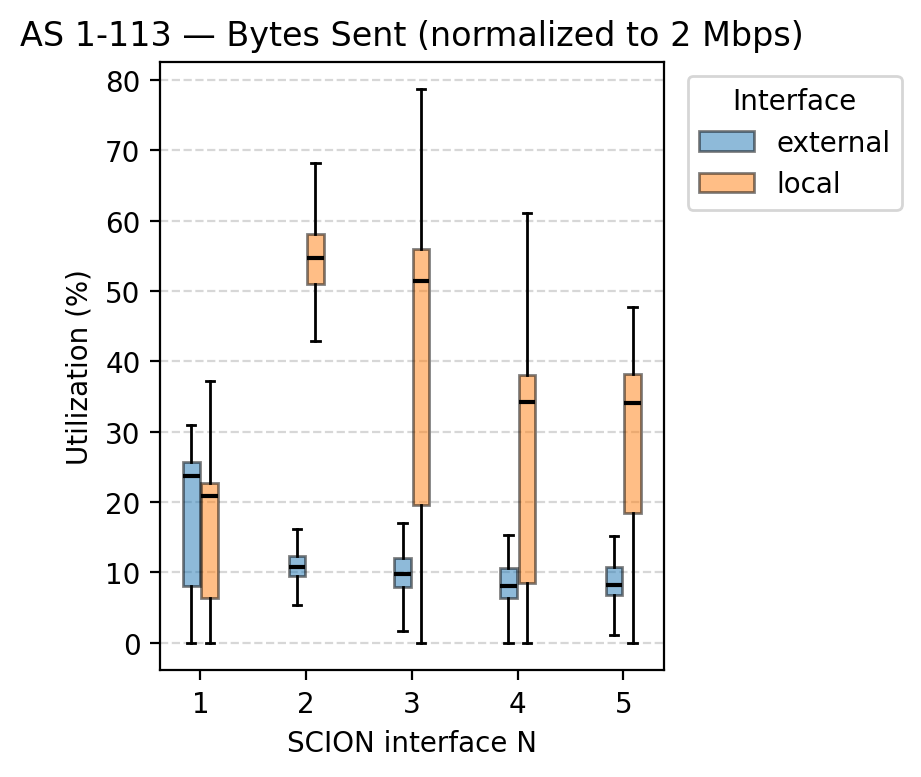 AS 1-113 — Bytes Sent (normalized to 2 Mbps)
Interface
external
local
Utilization (%)
80
70
60
50
40
30
20
10
0
1 2 3 4 5
SCION interface N